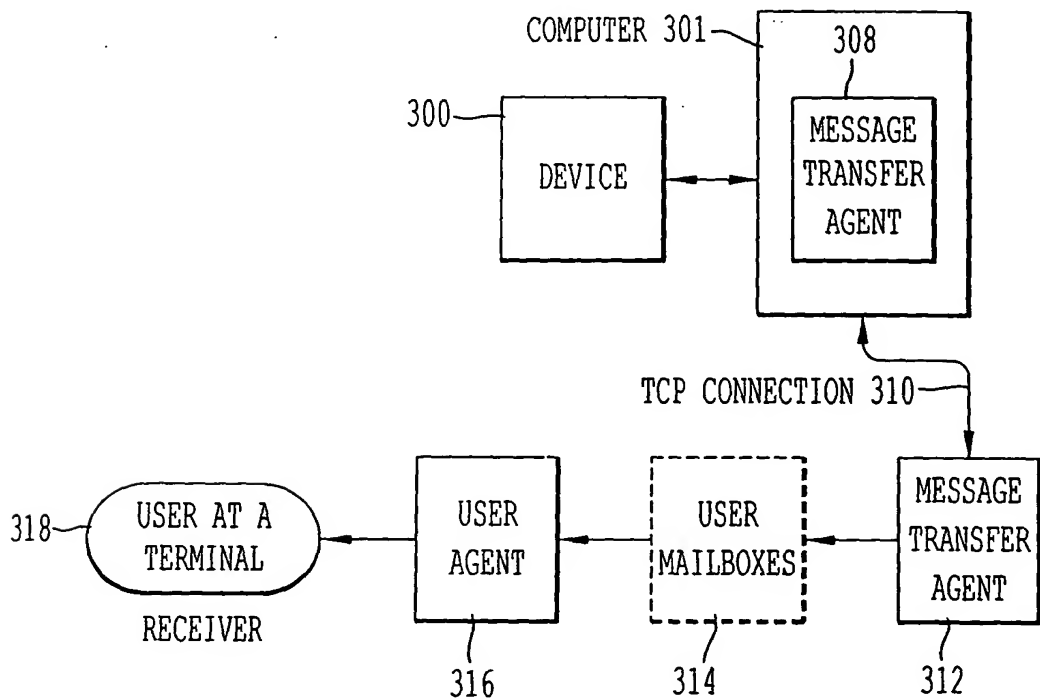 COMPUTER 301
308
300
DEVICE
MESSAGE
TRANSFER
AGENT
TCP CONNECTION 310
318
USER AT A
TERMINAL
RECEIVER
USER
AGENT
316
USER
MAILBOXES
314
MESSAGE
TRANSFER
AGENT
312